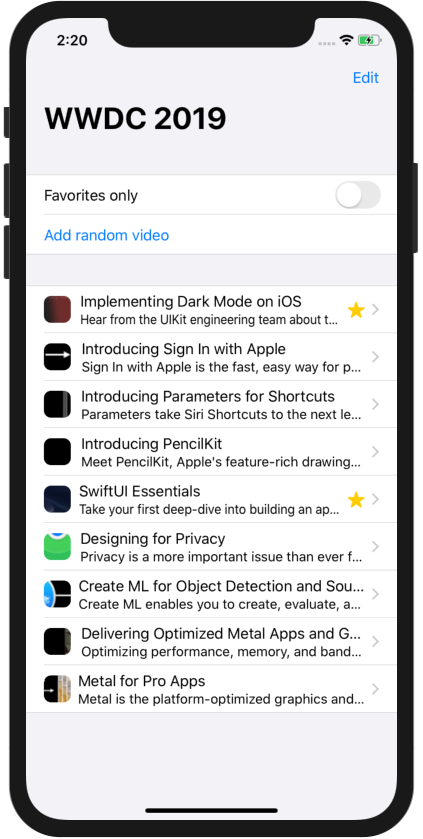 2:20
Edit
WWDC 2019
Favorites only
Add random video
Implementing Dark Mode on iOS
Hear from the UIKit engineering team about t...
Introducing Sign In with Apple
Sign In with Apple is the fast, easy way for p...
Introducing Parameters for Shortcuts
Parameters take Siri Shortcuts to the next le...
Introducing PencilKit
Meet PencilKit, Apple's feature-rich drawing...
SwiftUI Essentials
Take your first deep-dive into building an ap...
Designing for Privacy
Privacy is a more important issue than ever f...
Create ML for Object Detection and Sou...
Create ML enables you to create, evaluate, a...
Delivering Optimized Metal Apps and G...
Optimizing performance, memory, and band...
Metal for Pro Apps
Metal is the platform-optimized graphics and...